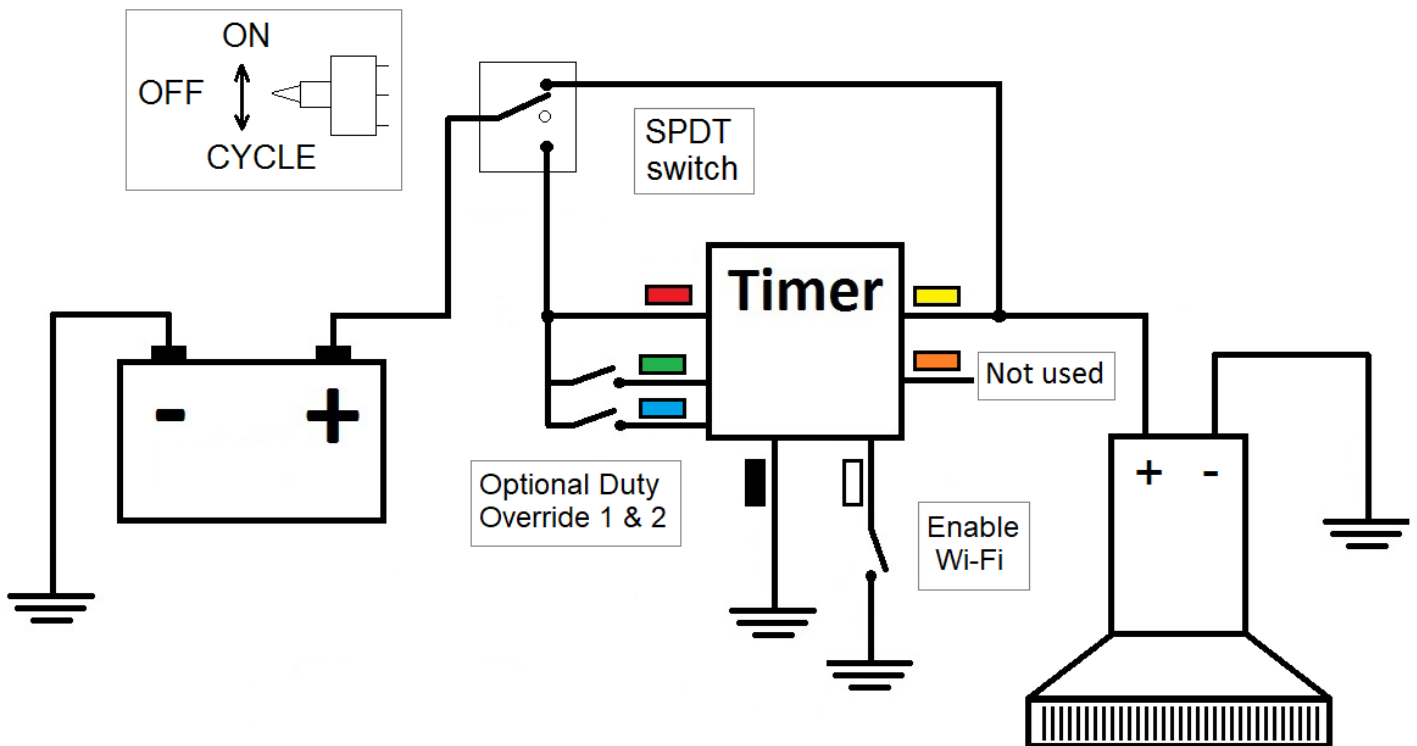 ON
OFF
CYCLE
SPDT
switch
Timer
Not used
-
+
Optional Duty
Override 1 & 2
Enable
Wi-Fi
+ -